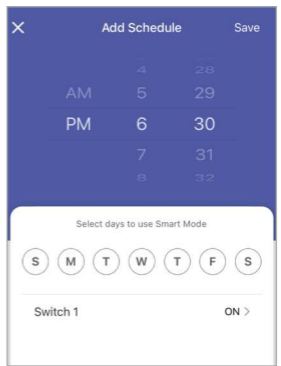 × Add Schedule Save
4 28
AM 5 29
PM 6 30
7 31
8 32
Select days to use Smart Mode
S M T W T F S
Switch 1 ON >